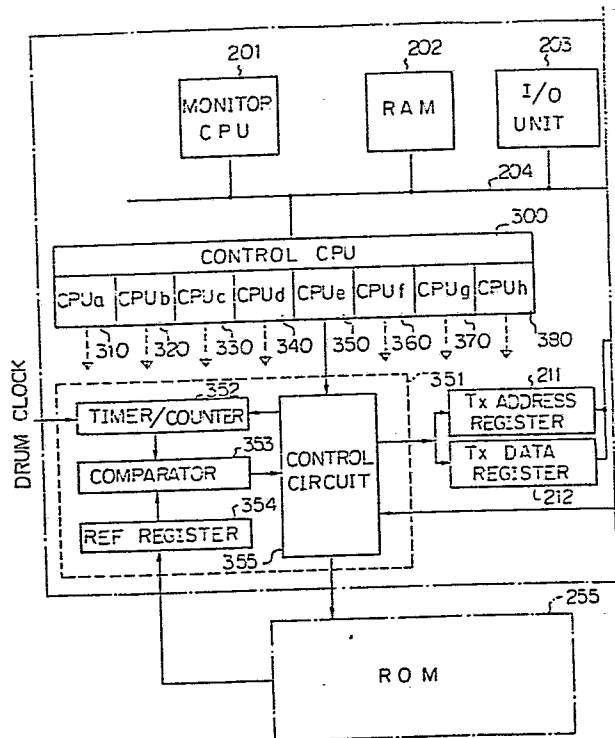 201
202
203
MONITOR
CPU
RAM
I/O
UNIT
204
300
CONTROL CPU
CPUa
CPUb
CPUc
CPUd
CPUe
CPUf
CPUg
CPUh
310
320
330
340
350
360
370
380
DRUM CLOCK
352
351
211
TIMER/COUNTER
Tx ADDRESS
REGISTER
353
COMPARATOR
CONTROL
CIRCUIT
Tx DATA
REGISTER
354
212
REF REGISTER
355
255
ROM